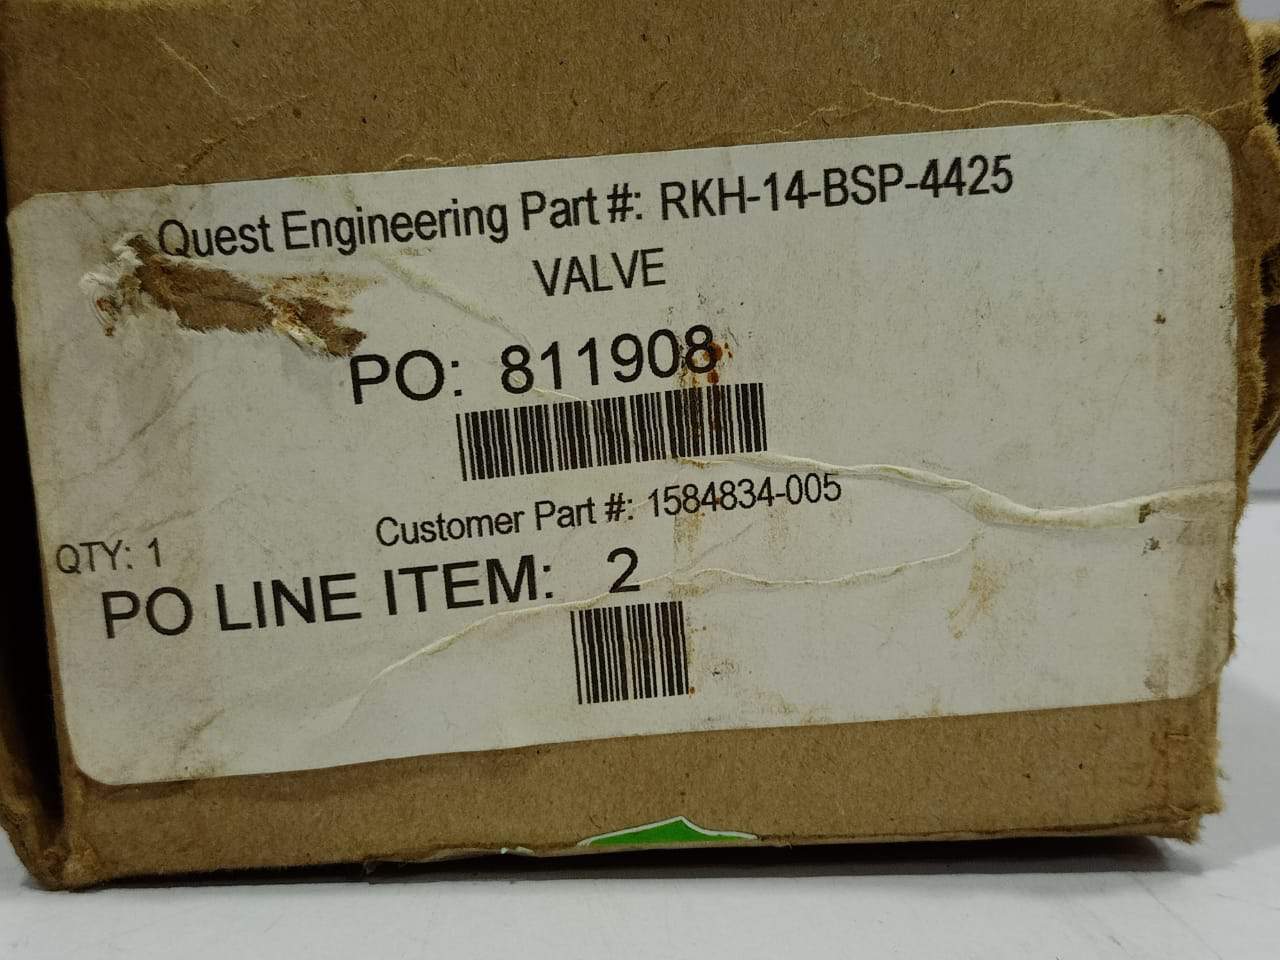 Quest Engineering Part #: RKH-14-BSP-4425
VALVE
PO: 811908
Customer Part #: 1584834-005
QTY: 1
PO LINE ITEM: 2